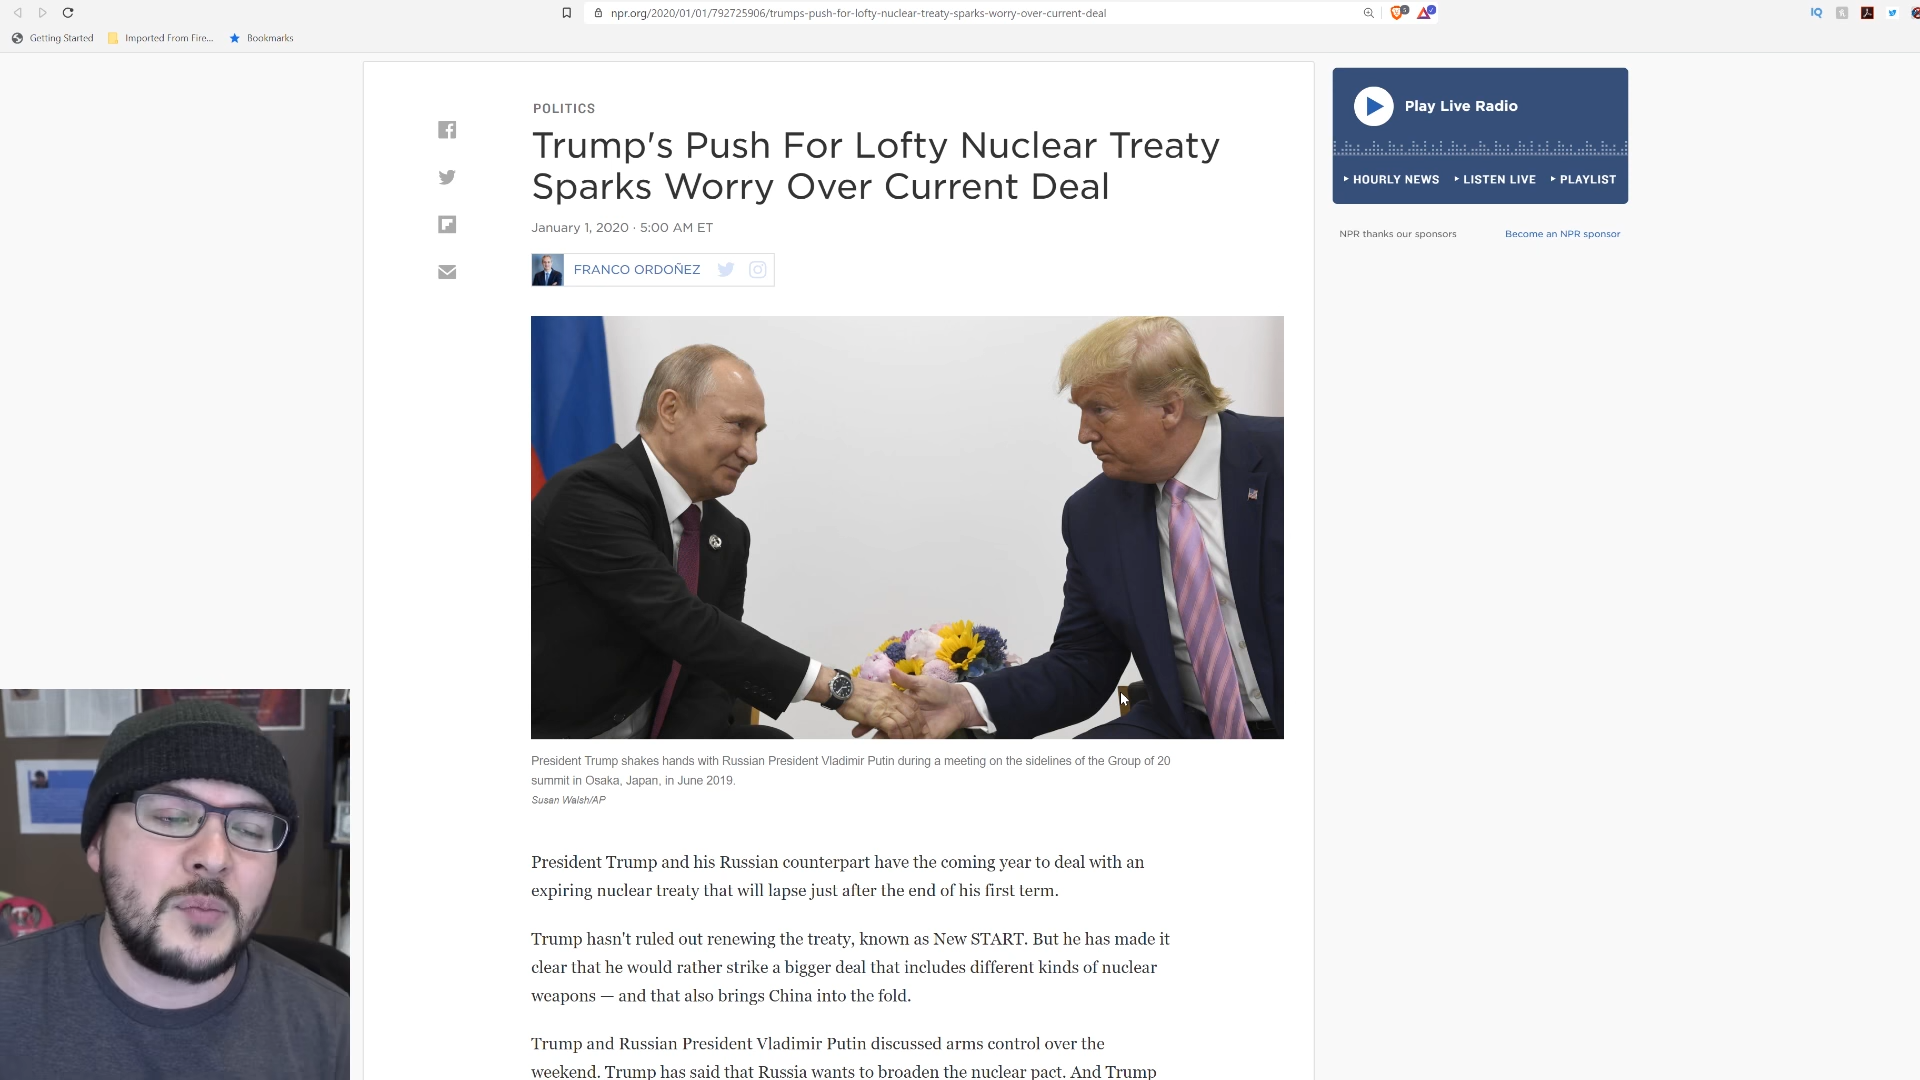 npr.org/2020/01/01/792725906/trumps-push-for-lofty-nuclear-treaty-sparks-worry-over-current-deal
IQ
Getting Started
Imported From Fire...
Bookmarks
POLITICS
Trump's Push For Lofty Nuclear Treaty
Sparks Worry Over Current Deal
January 1, 2020 · 5:00 AM ET
FRANCO ORDOÑEZ
Play Live Radio
HOURLY NEWS
LISTEN LIVE
PLAYLIST
NPR thanks our sponsors
Become an NPR sponsor
President Trump shakes hands with Russian President Vladimir Putin during a meeting on the sidelines of the Group of 20
summit in Osaka, Japan, in June 2019.
Susan Walsh/AP
President Trump and his Russian counterpart have the coming year to deal with an
expiring nuclear treaty that will lapse just after the end of his first term.
Trump hasn't ruled out renewing the treaty, known as New START. But he has made it
clear that he would rather strike a bigger deal that includes different kinds of nuclear
weapons — and that also brings China into the fold.
Trump and Russian President Vladimir Putin discussed arms control over the
weekend. Trump has said that Russia wants to broaden the nuclear pact. And Trump